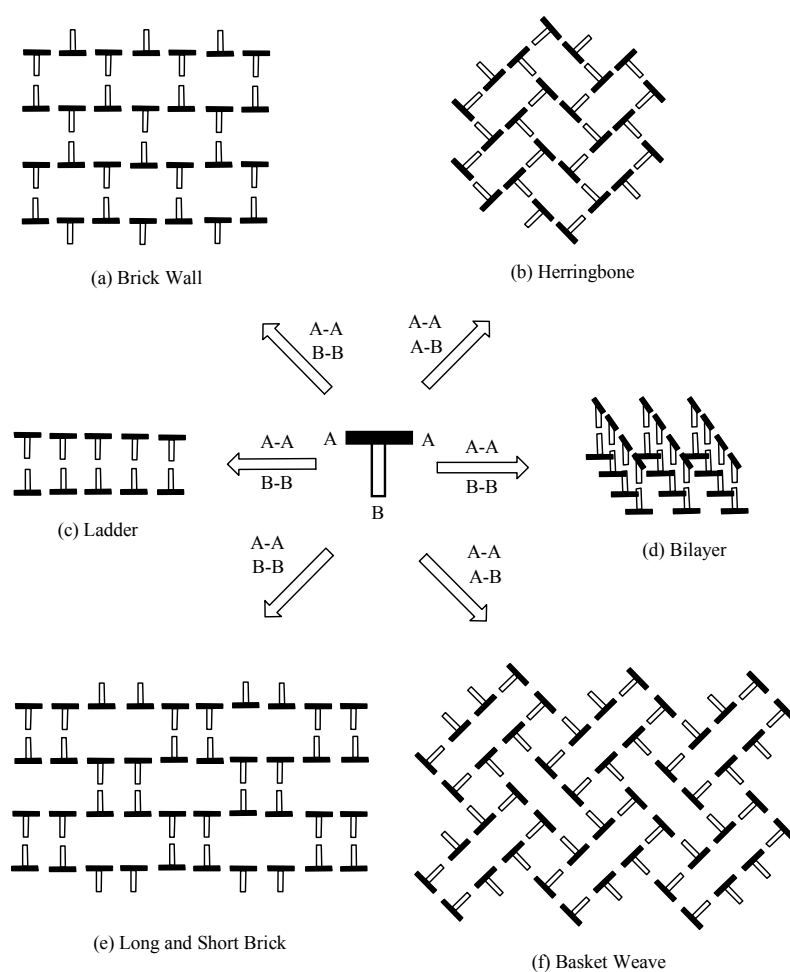 (a) Brick Wall
(b) Herringbone
A-A
B-B
A-A
A-B
A
A
B
A-A
B-B
A-A
B-B
(c) Ladder
(d) Bilayer
A-A
B-B
A-A
A-B
(e) Long and Short Brick
(f) Basket Weave